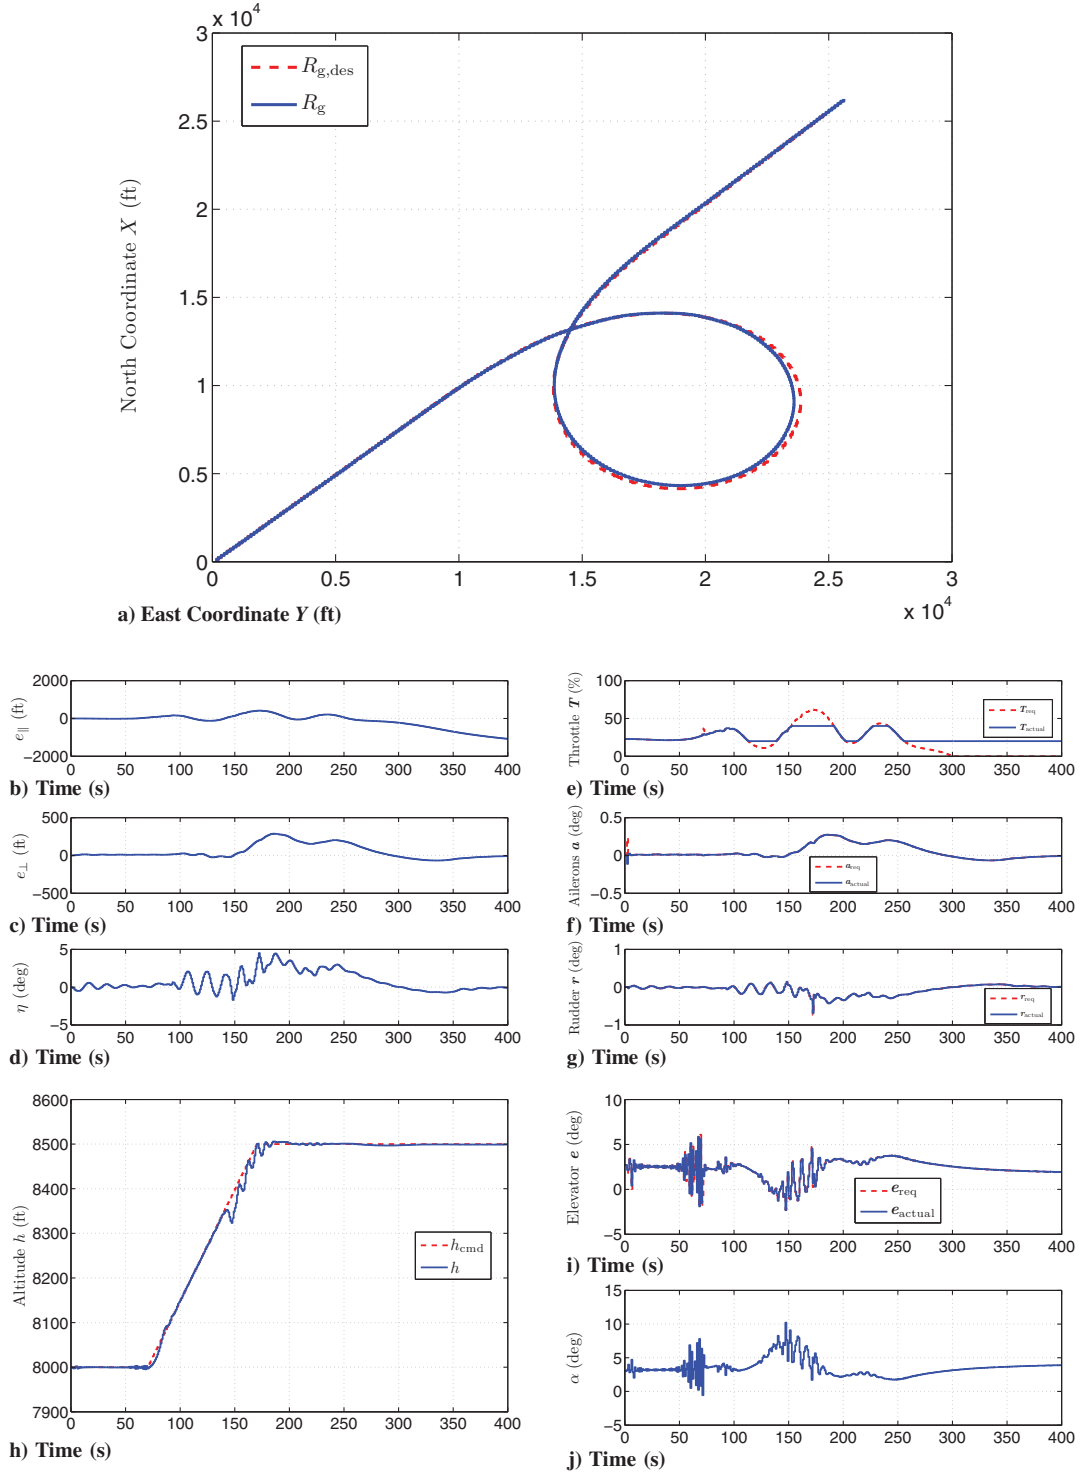 x 10⁴
3
2.5
2
1.5
1
0.5
0
North Coordinate X (ft)
R_g,des
R_g
0 0.5 1 1.5 2 2.5 3
x 10⁴
a) East Coordinate Y (ft)
2000
0
−2000
e∥ (ft)
0 50 100 150 200 250 300 350 400
b) Time (s)
100
50
0
Throttle T (%)
T_req
T_actual
0 50 100 150 200 250 300 350 400
e) Time (s)
500
0
−500
e⊥ (ft)
0 50 100 150 200 250 300 350 400
c) Time (s)
0.5
0
−0.5
Ailerons a (deg)
a_req
a_actual
0 50 100 150 200 250 300 350 400
f) Time (s)
5
0
−5
η (deg)
0 50 100 150 200 250 300 350 400
d) Time (s)
1
0
−1
Rudder r (deg)
r_req
r_actual
0 50 100 150 200 250 300 350 400
g) Time (s)
8600
8500
8400
8300
8200
8100
8000
7900
Altitude h (ft)
h_cmd
h
0 50 100 150 200 250 300 350 400
h) Time (s)
10
5
0
−5
Elevator e (deg)
e_req
e_actual
0 50 100 150 200 250 300 350 400
i) Time (s)
15
10
5
0
−5
α (deg)
0 50 100 150 200 250 300 350 400
j) Time (s)